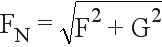 F_N = √(F² + G²)